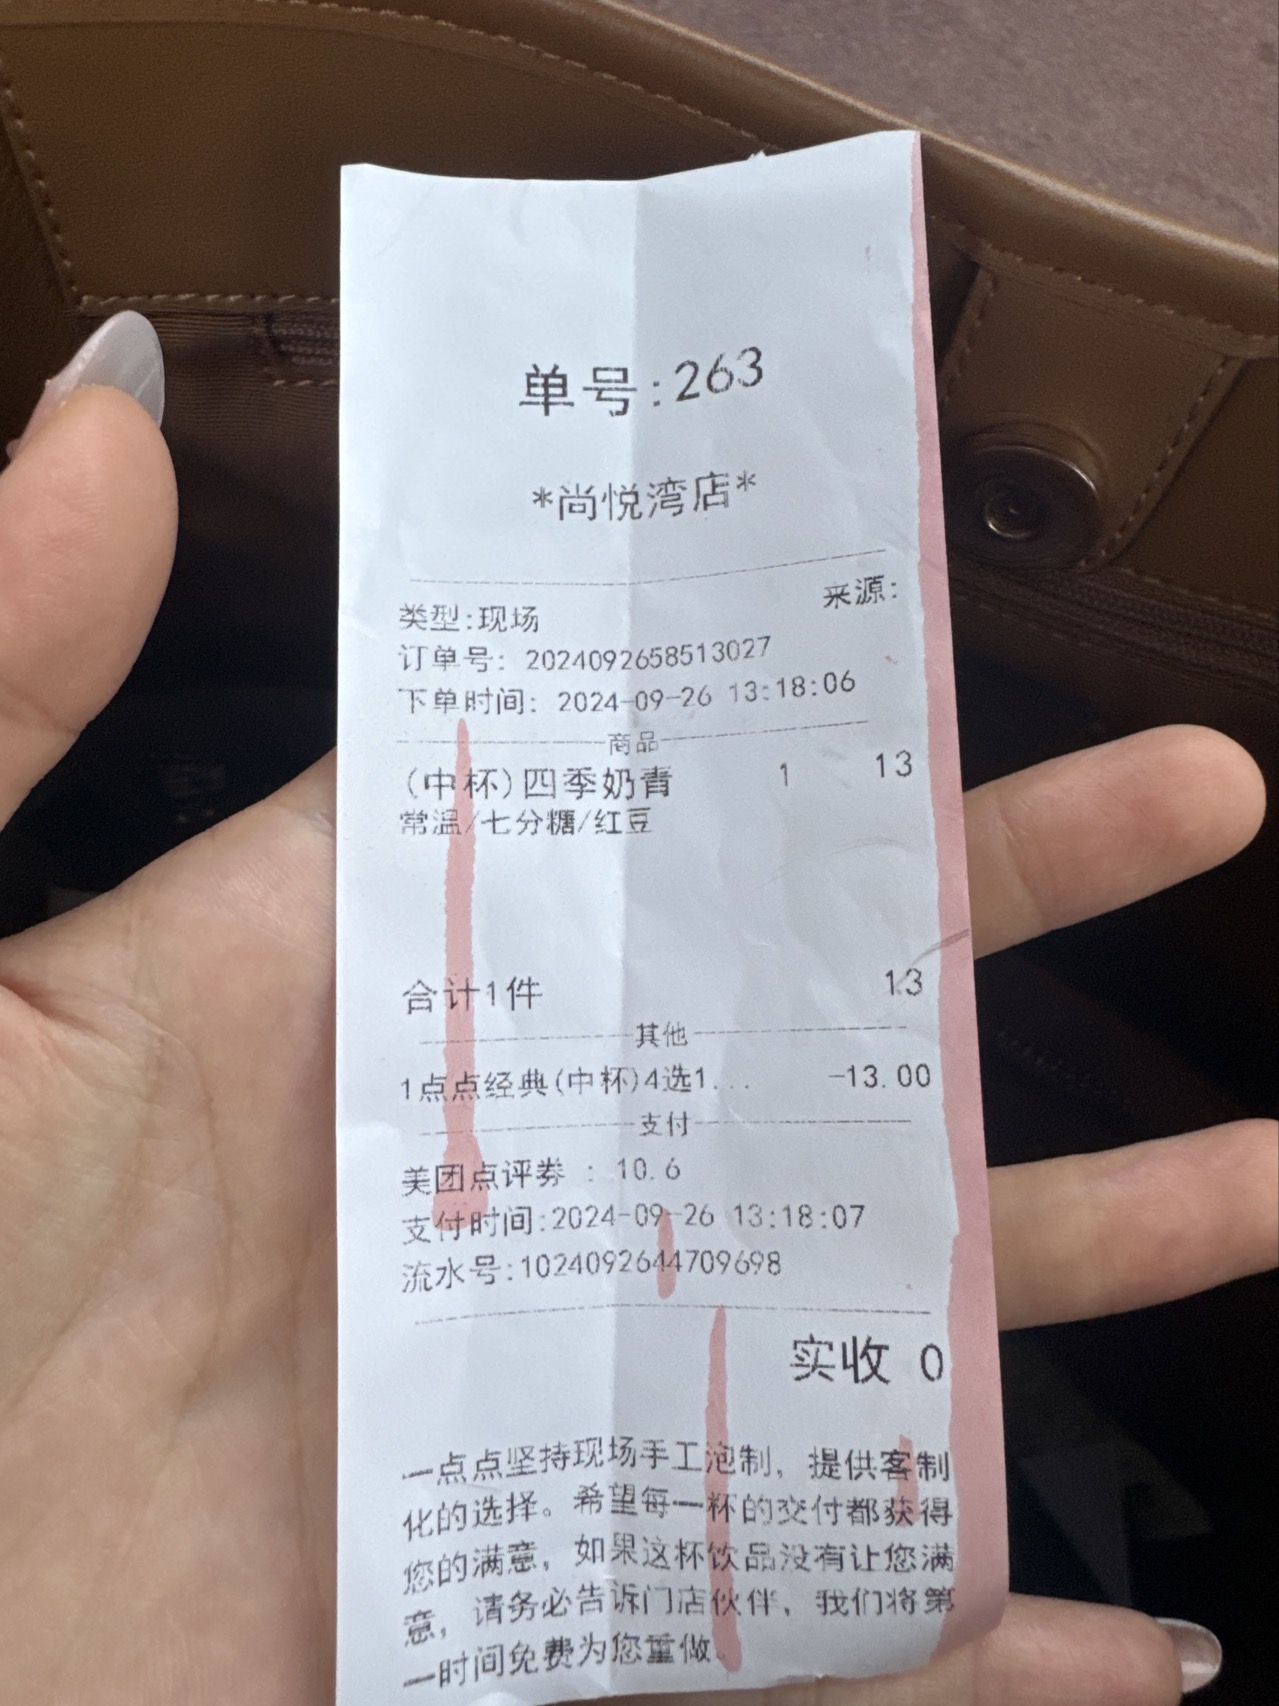 单号:263
*尚悦湾店*
类型:现场 来源:
订单号: 2024092658513027
下单时间: 2024-09-26 13:18:06
商品
(中杯)四季奶青 1 13
常温/七分糖/红豆
合计1件 13
其他
1点点经典(中杯)4选1... -13.00
支付
美团点评券 : 10.6
支付时间:2024-09-26 13:18:07
流水号:1024092644709698
实收 0
一点点坚持现场手工泡制，提供客制
化的选择。希望每一杯的交付都获得
您的满意，如果这杯饮品没有让您满
意，请务必告诉门店伙伴，我们将第
一时间免费为您重做。